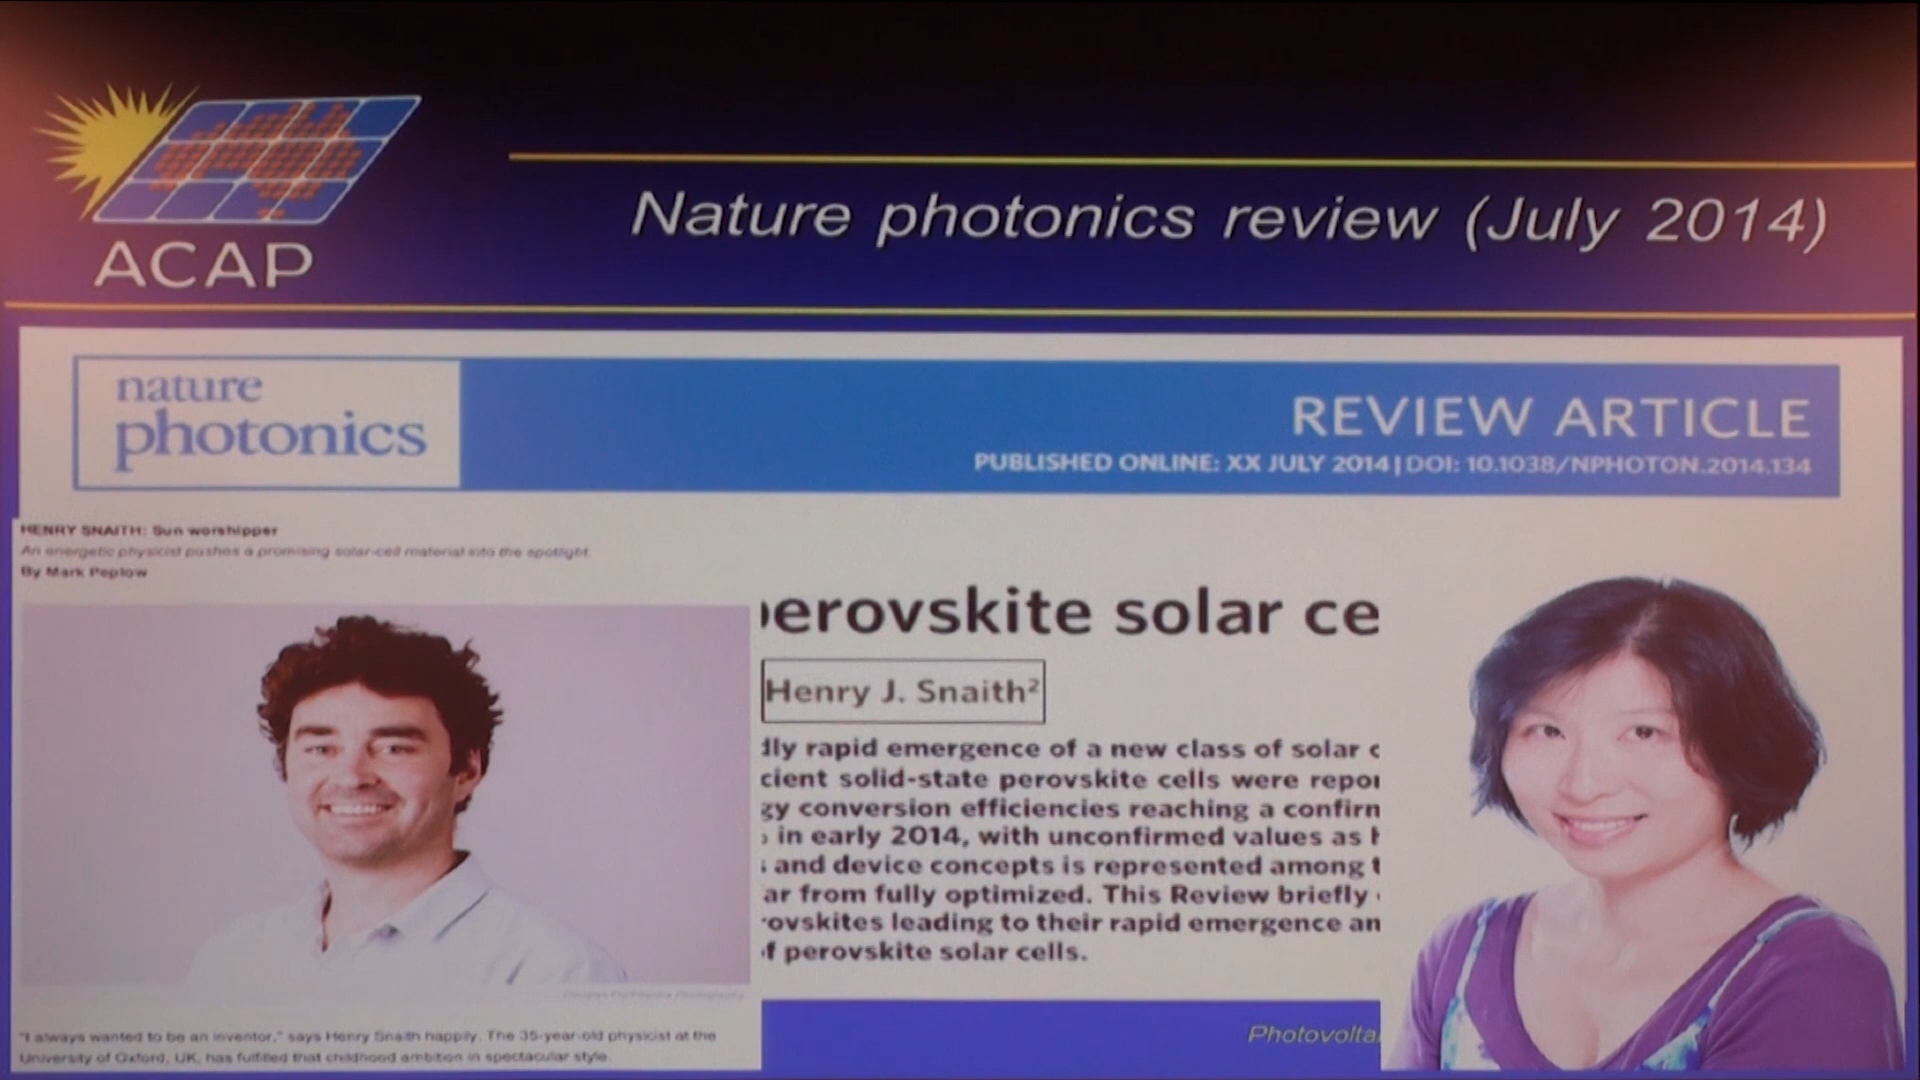 ACAP
Nature photonics review (July 2014)
nature
photonics
REVIEW ARTICLE
PUBLISHED ONLINE: XX JULY 2014 | DOI: 10.1038/NPHOTON.2014.134
HENRY SNAITH: Sun worshipper
An energetic physicist pushes a promising solar-cell material into the spotlight.
By Mark Peplow
perovskite solar ce
Henry J. Snaith²
dly rapid emergence of a new class of solar c
cient solid-state perovskite cells were repor
gy conversion efficiencies reaching a confirm
in early 2014, with unconfirmed values as h
and device concepts is represented among t
ar from fully optimized. This Review briefly
rovskites leading to their rapid emergence an
of perovskite solar cells.
"I always wanted to be an inventor," says Henry Snaith happily. The 35-year-old physicist at the
University of Oxford, UK, has fulfilled that childhood ambition in spectacular style.
Photovolta